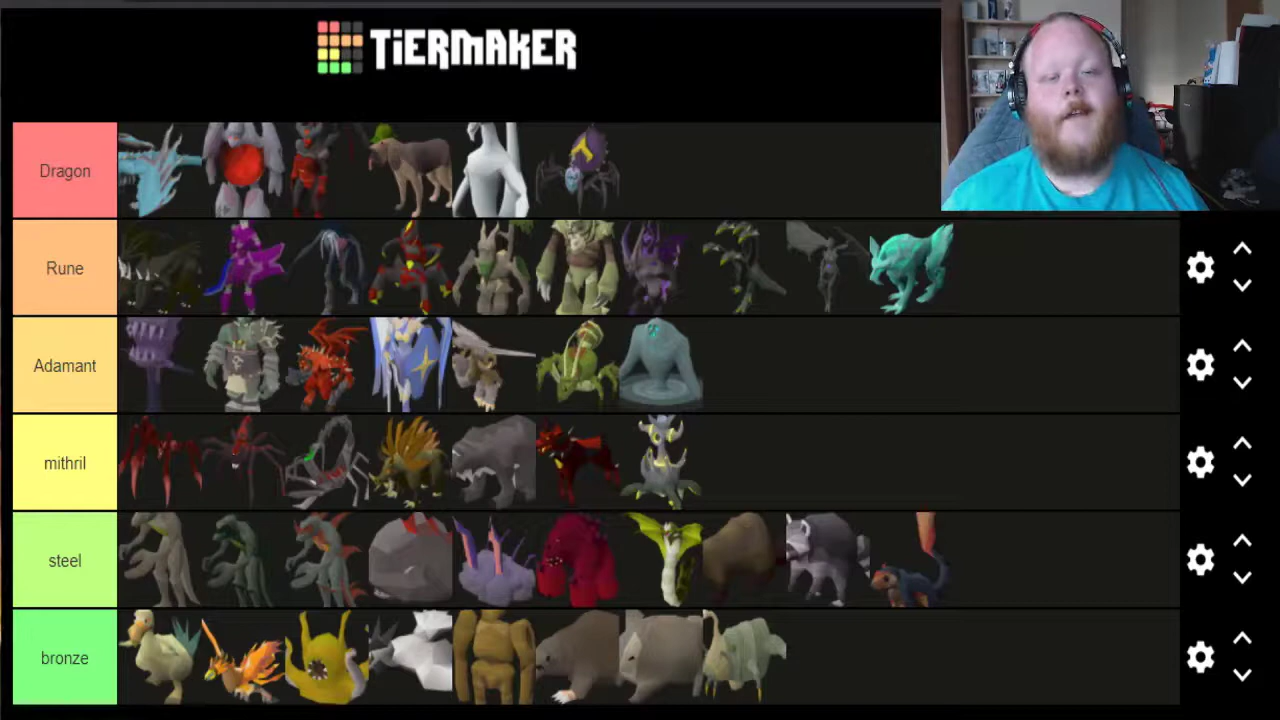 TiERMAKER
Dragon
Rune
Adamant
mithril
steel
bronze